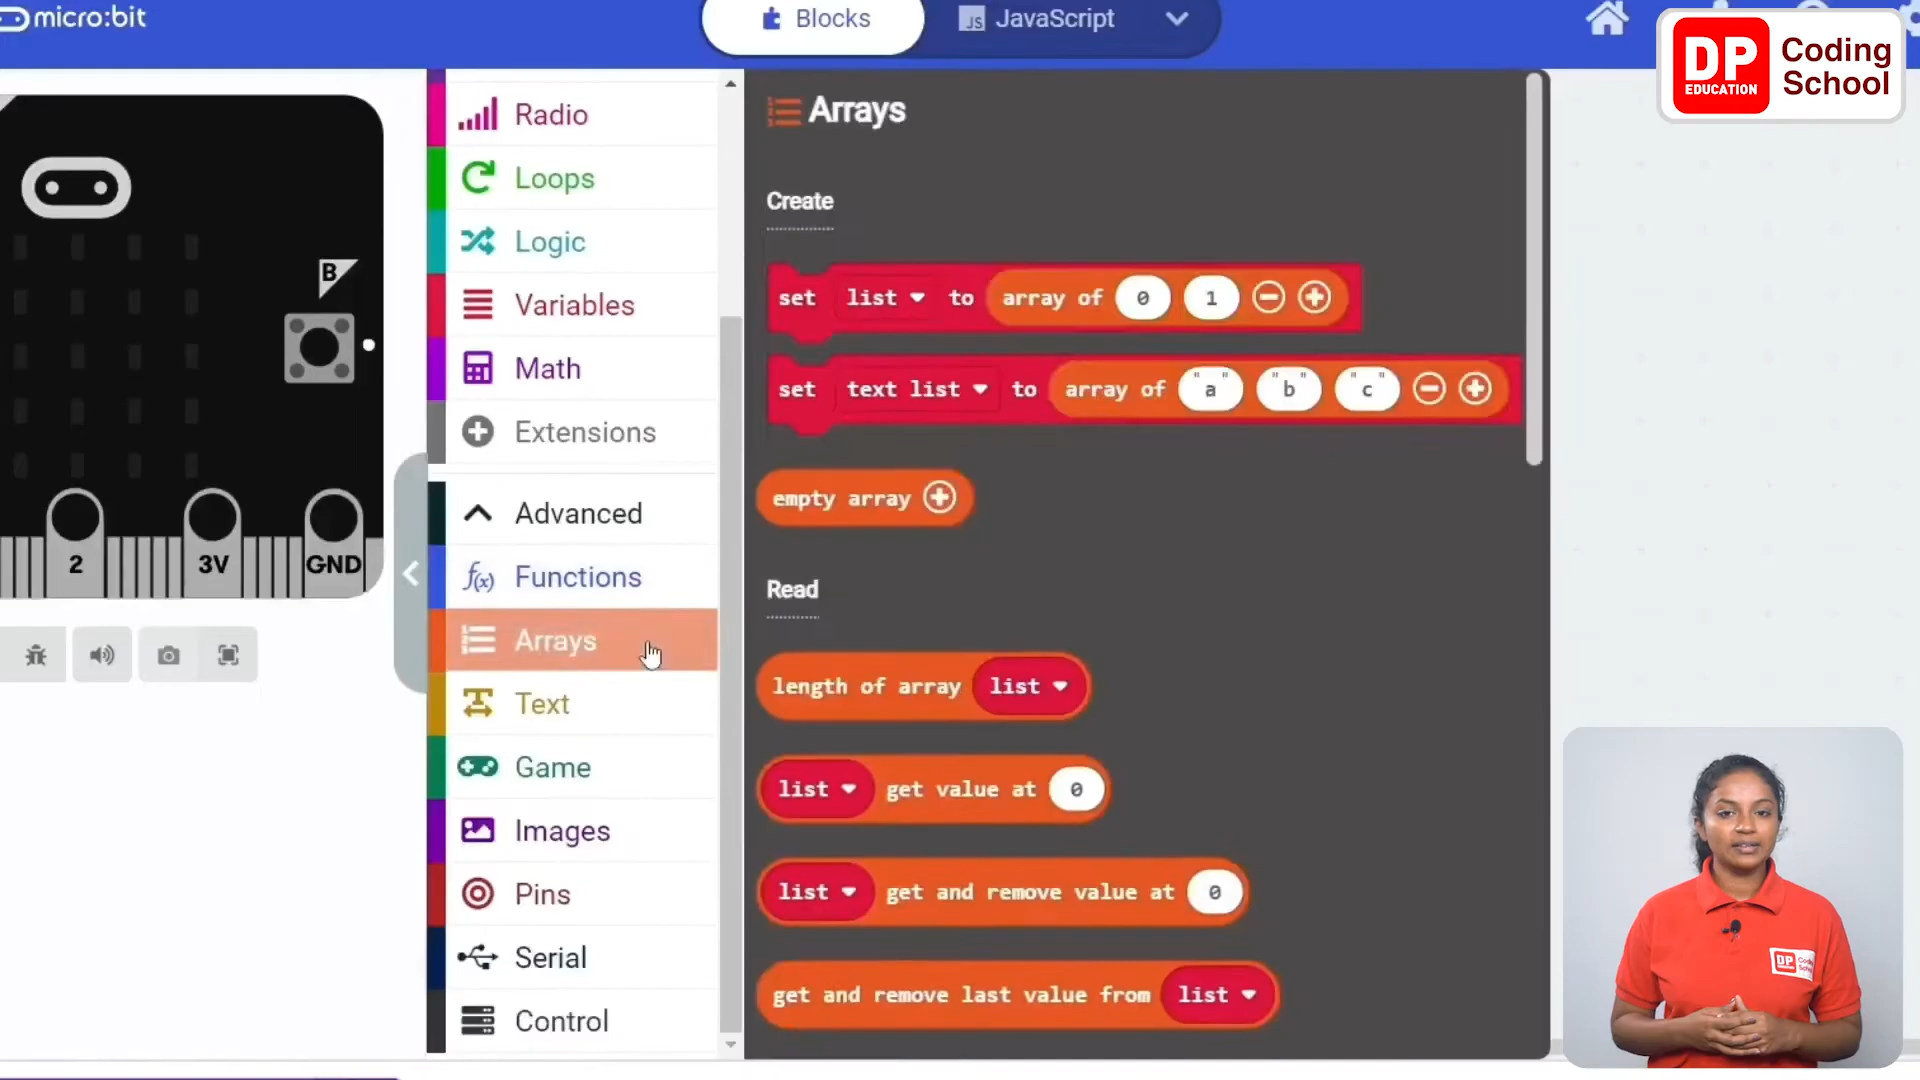 micro:bit
Blocks
JS JavaScript
DP
EDUCATION
Coding
School
B
2
3V
GND
Radio
Loops
Logic
Variables
Math
Extensions
Advanced
f(x) Functions
Arrays
Text
Game
Images
Pins
Serial
Control
Arrays
Create
set list to array of 0 1
set text list to array of "a" "b" "c"
empty array
Read
length of array list
list get value at 0
list get and remove value at 0
get and remove last value from list
DP